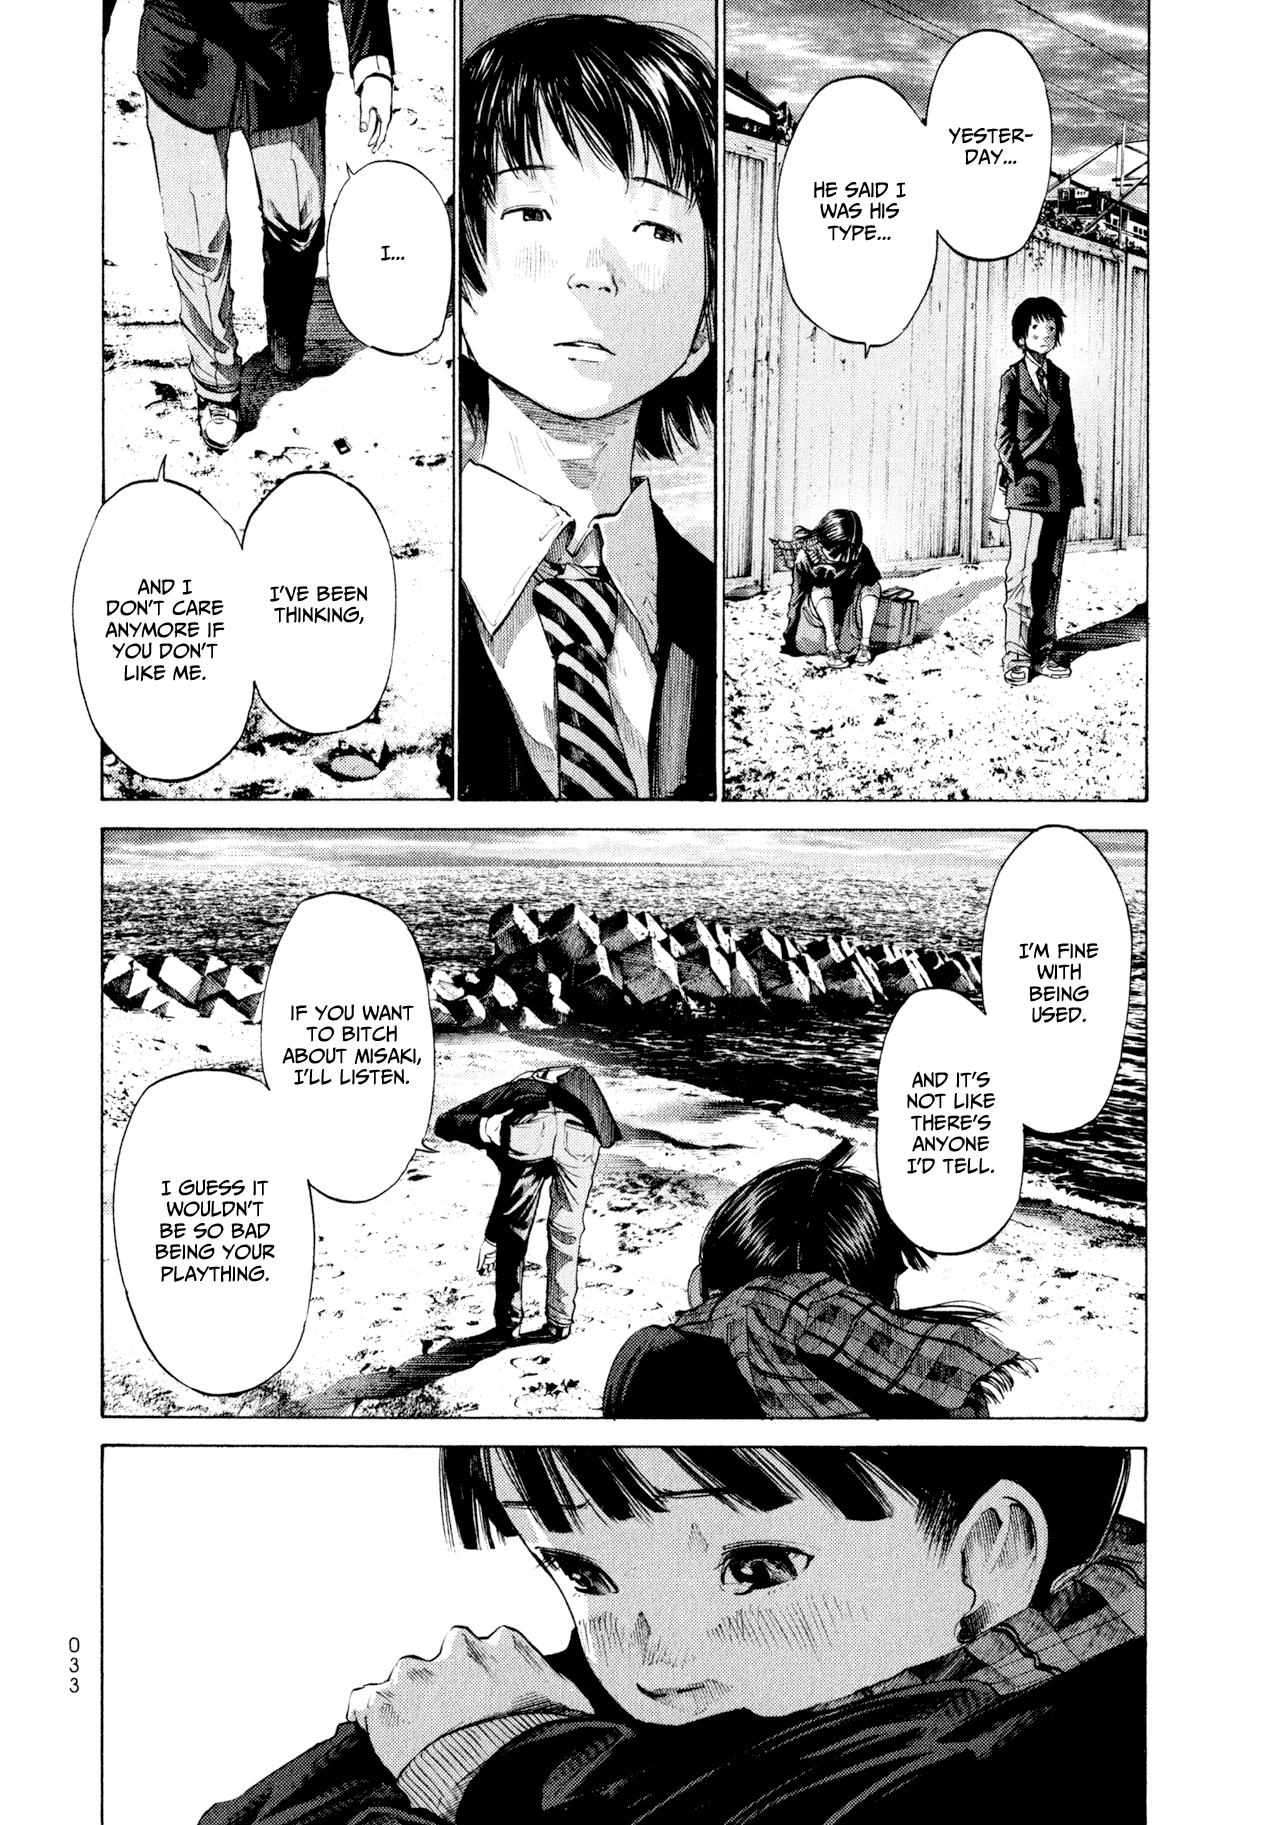 YESTER-
DAY...
HE SAID I
WAS HIS
TYPE...
I...
I'VE BEEN
THINKING,
AND I
DON'T CARE
ANYMORE IF
YOU DON'T
LIKE ME.
I'M FINE
WITH
BEING
USED.
AND IT'S
NOT LIKE
THERE'S
ANYONE
I'D TELL.
IF YOU WANT
TO BITCH
ABOUT MISAKI,
I'LL LISTEN.
I GUESS IT
WOULDN'T
BE SO BAD
BEING YOUR
PLAYTHING.
033